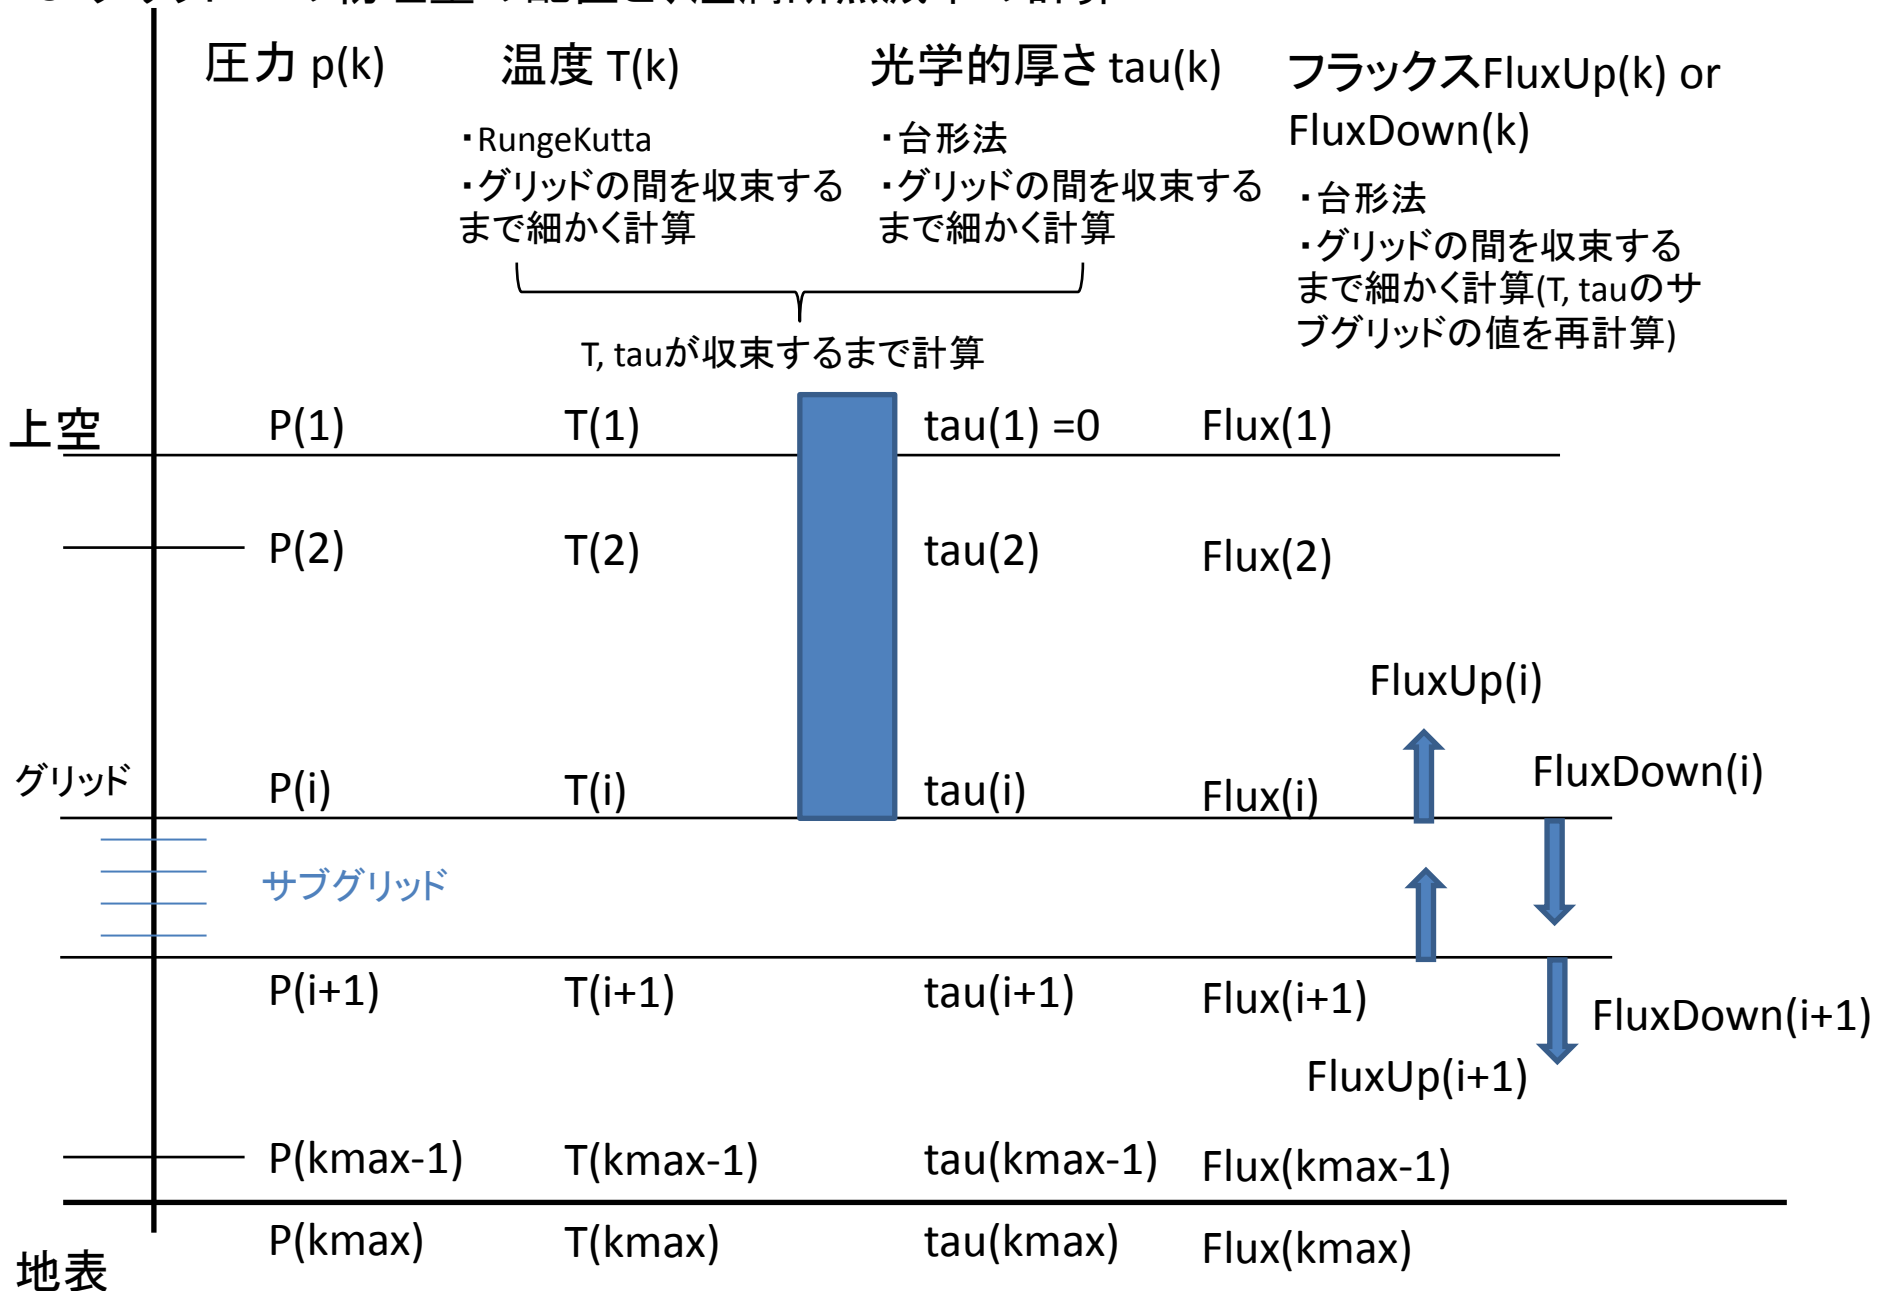 圧力 p(k)
温度 T(k)
光学的厚さ tau(k)
フラックスFluxUp(k) or
FluxDown(k)
・RungeKutta
・グリッドの間を収束する
まで細かく計算
・台形法
・グリッドの間を収束する
まで細かく計算
・台形法
・グリッドの間を収束する
まで細かく計算(T, tauのサ
ブグリッドの値を再計算)
T, tauが収束するまで計算
上空
P(1)
T(1)
tau(1) =0
Flux(1)
P(2)
T(2)
tau(2)
Flux(2)
FluxUp(i)
グリッド
P(i)
T(i)
tau(i)
Flux(i)
FluxDown(i)
サブグリッド
P(i+1)
T(i+1)
tau(i+1)
Flux(i+1)
FluxDown(i+1)
FluxUp(i+1)
P(kmax-1)
T(kmax-1)
tau(kmax-1)
Flux(kmax-1)
P(kmax)
T(kmax)
tau(kmax)
Flux(kmax)
地表